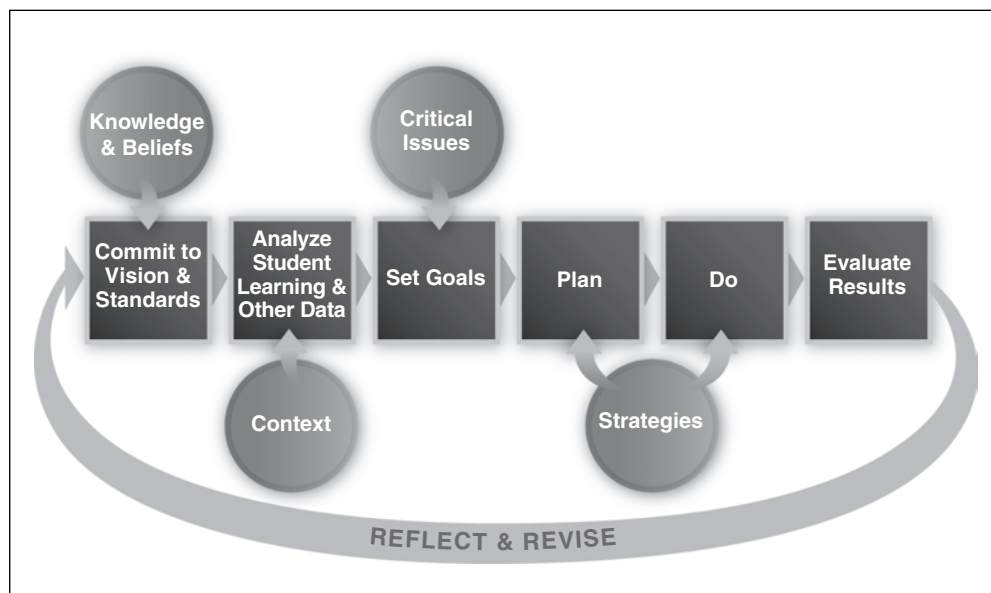 Knowledge
& Beliefs
Critical
Issues
Commit to
Vision &
Standards
Analyze
Student
Learning &
Other Data
Set Goals
Plan
Do
Evaluate
Results
Context
Strategies
REFLECT & REVISE